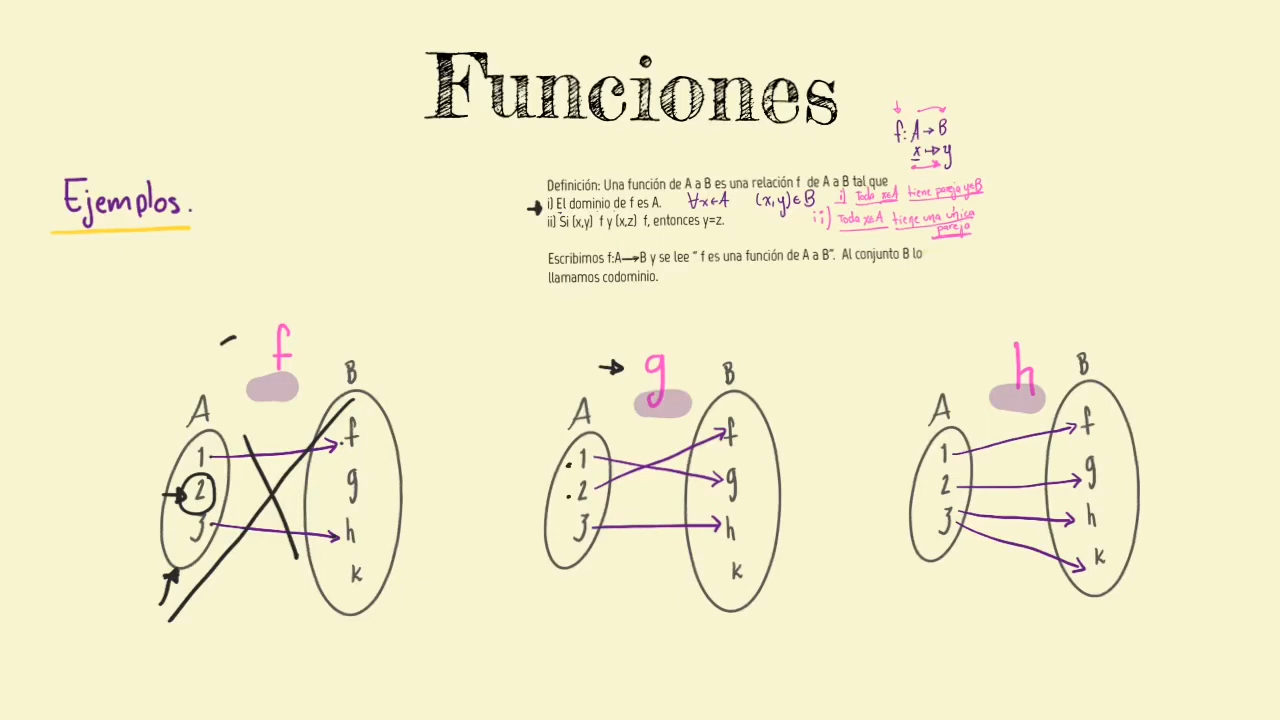 Funciones
f: A → B
x ↦ y
Ejemplos.
Definición: Una función de A a B es una relación f de A a B tal que
i) El dominio de f es A. ∀x∈A (x,y)∈B i) Todo x∈A tiene pareja y∈B
ii) Si (x,y) f y (x,z) f, entonces y=z. ii) Todo x∈A tiene una única
pareja
Escribimos f:A→B y se lee " f es una función de A a B". Al conjunto B lo
llamamos codominio.
f
A B
1 f
2 g
3 h
k
g
A B
1 f
2 g
3 h
k
h
A B
1 f
2 g
3 h
k